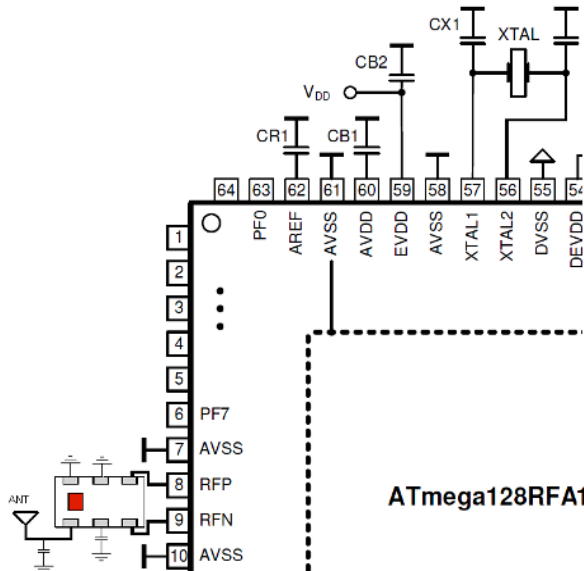 CX1
XTAL
CB2
VDD
CR1
CB1
64 63 62 61 60 59 58 57 56 55 54
PF0
AREF
AVSS
AVDD
EVDD
AVSS
XTAL1
XTAL2
DVSS
DEVDD
1
2
3
4
5
6 PF7
7 AVSS
8 RFP
ANT
9 RFN
10 AVSS
ATmega128RFA1